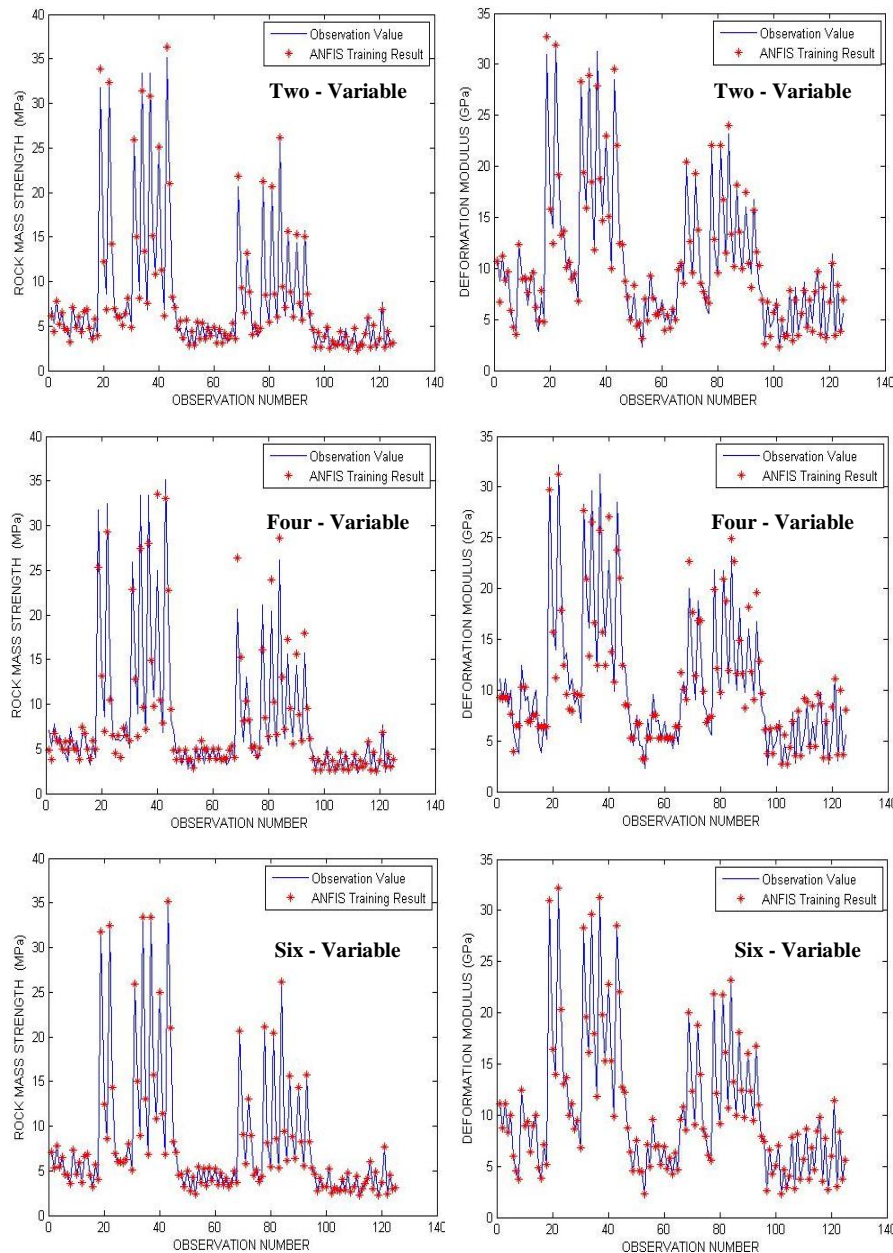 40
35
30
25
20
15
10
5
0
ROCK MASS STRENGTH (MPa)
Observation Value
ANFIS Training Result
Two - Variable
0 20 40 60 80 100 120 140
OBSERVATION NUMBER
35
30
25
20
15
10
5
0
DEFORMATION MODULUS (GPa)
Observation Value
ANFIS Training Result
Two - Variable
0 20 40 60 80 100 120 140
OBSERVATION NUMBER
40
35
30
25
20
15
10
5
0
ROCK MASS STRENGTH (MPa)
Observation Value
ANFIS Training Result
Four - Variable
0 20 40 60 80 100 120 140
OBSERVATION NUMBER
35
30
25
20
15
10
5
0
DEFORMATION MODULUS (GPa)
Observation Value
ANFIS Training Result
Four - Variable
0 20 40 60 80 100 120 140
OBSERVATION NUMBER
40
35
30
25
20
15
10
5
0
ROCK MASS STRENGTH (MPa)
Observation Value
ANFIS Training Result
Six - Variable
0 20 40 60 80 100 120 140
OBSERVATION NUMBER
35
30
25
20
15
10
5
0
DEFORMATION MODULUS (GPa)
Observation Value
ANFIS Training Result
Six - Variable
0 20 40 60 80 100 120 140
OBSERVATION NUMBER